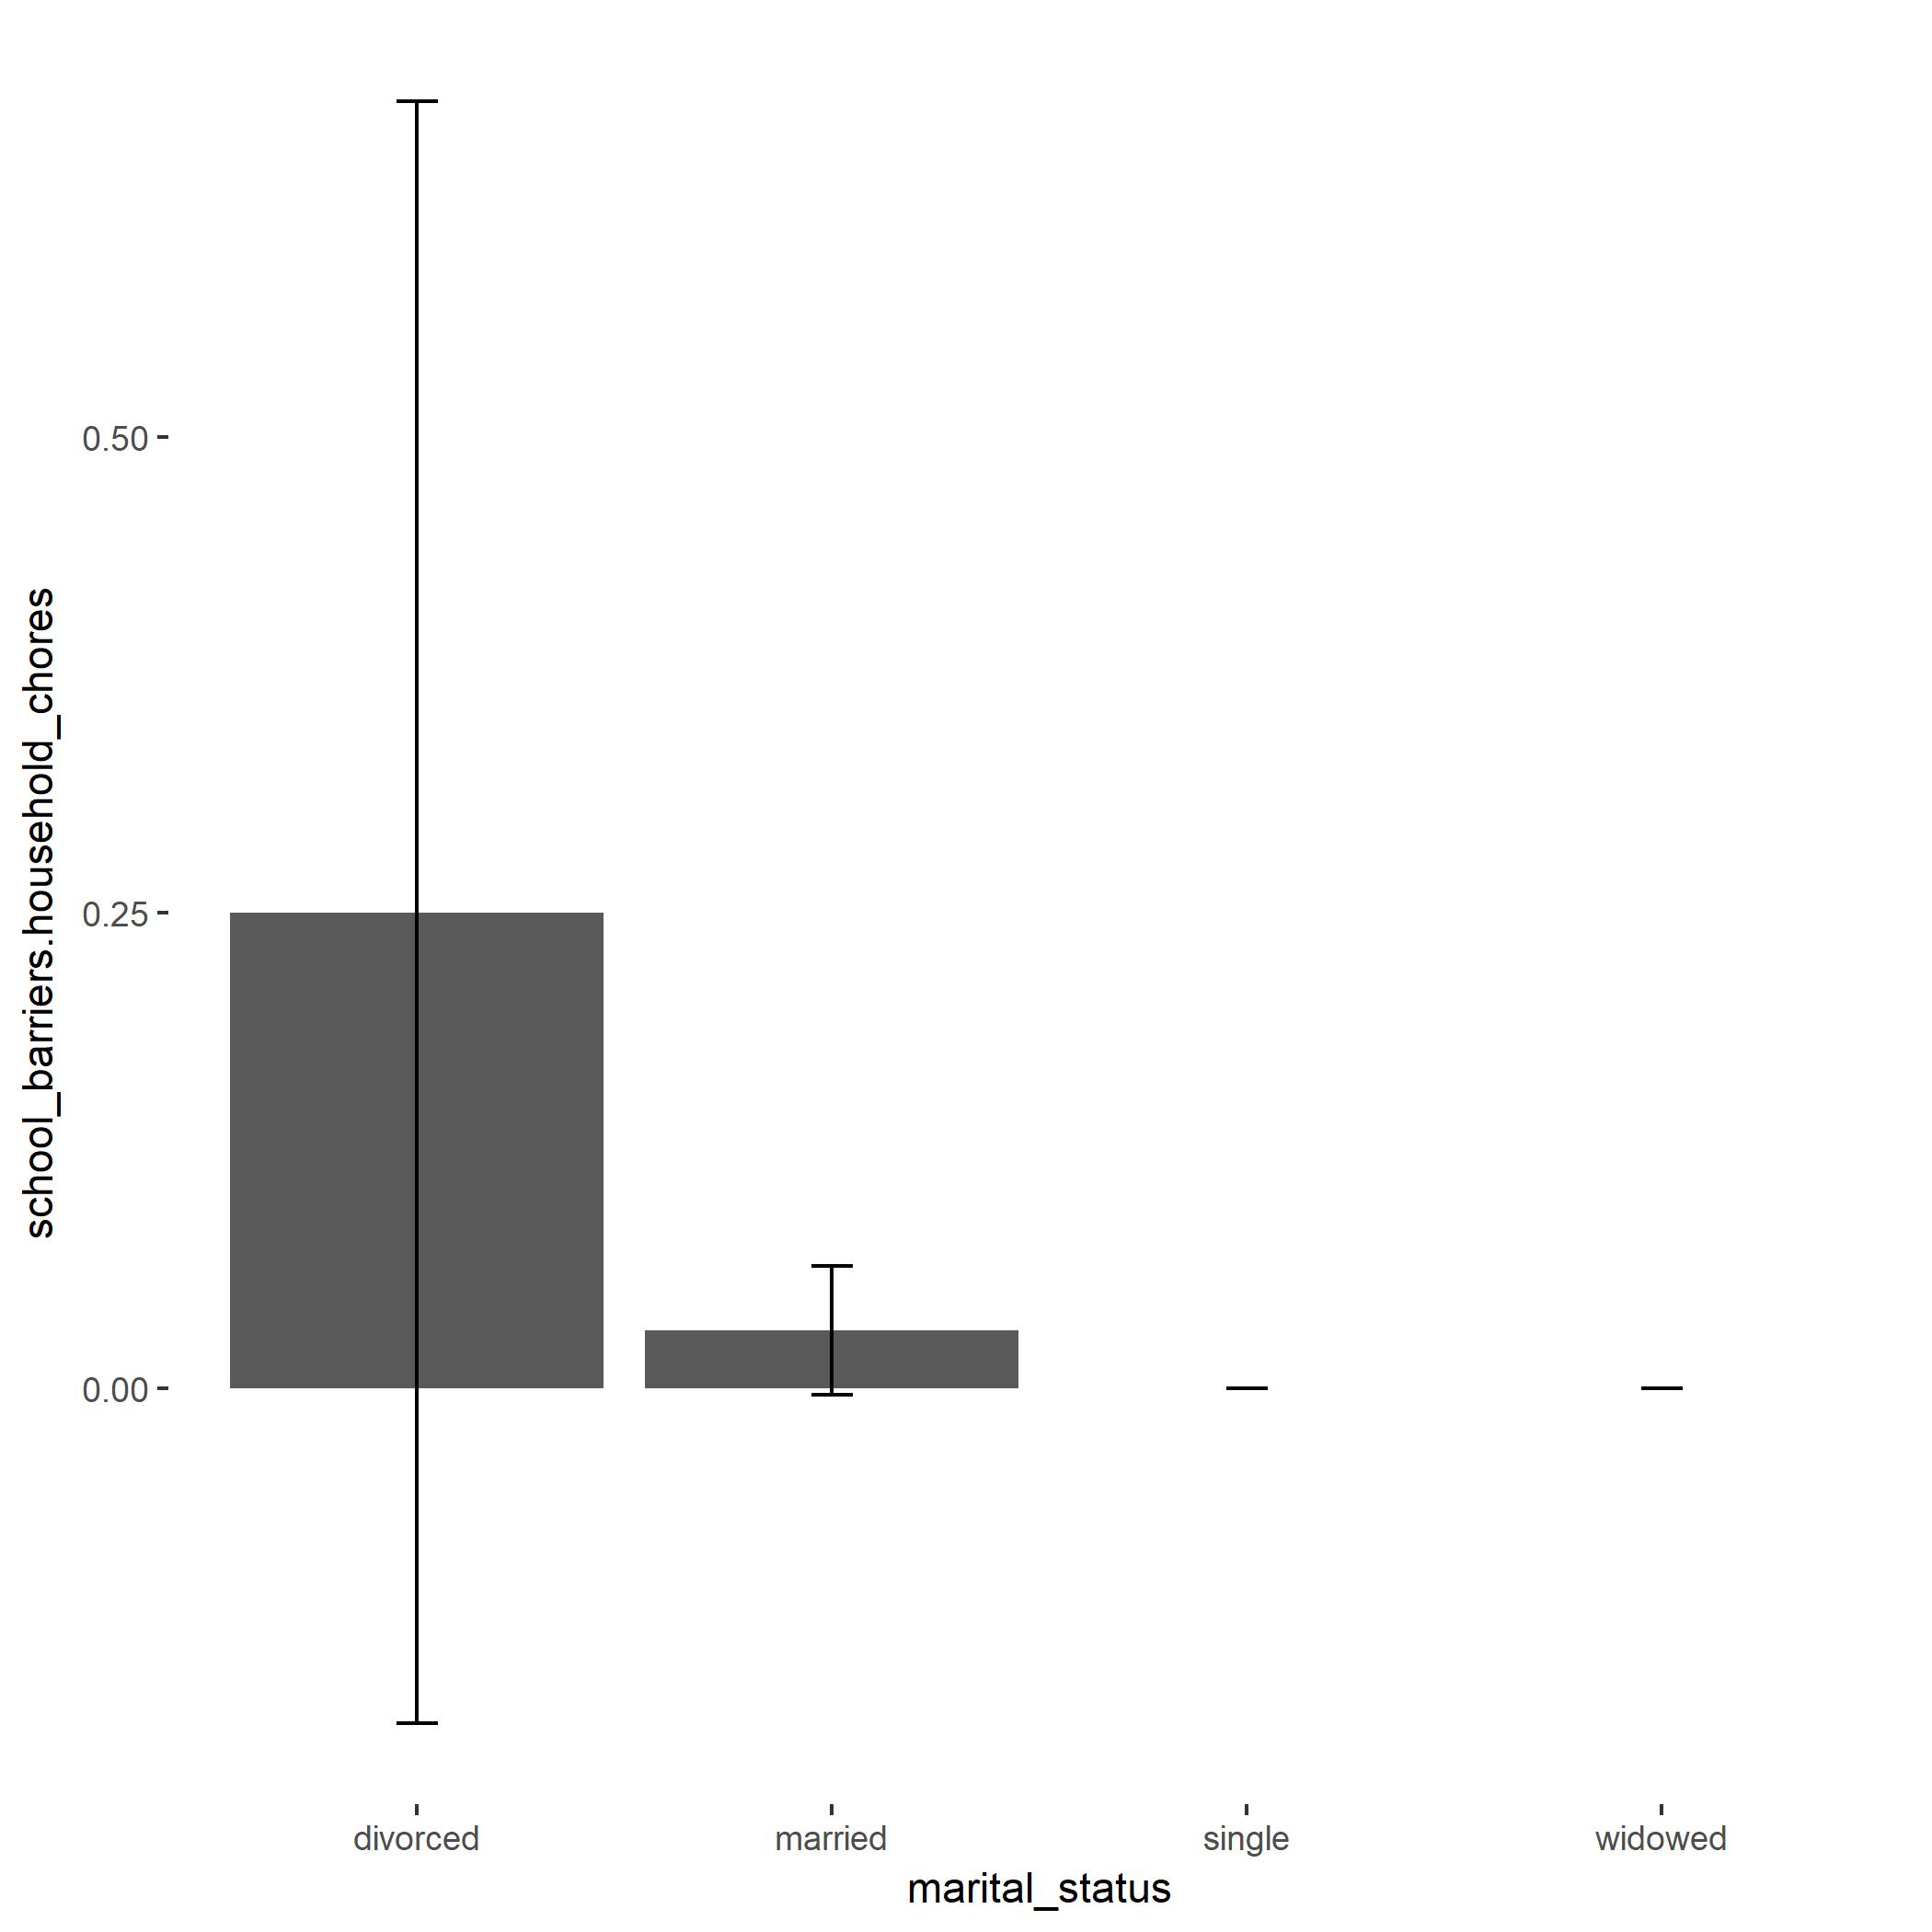 school_barriers.household_chores
0.50
0.25
0.00
divorced married single widowed
marital_status